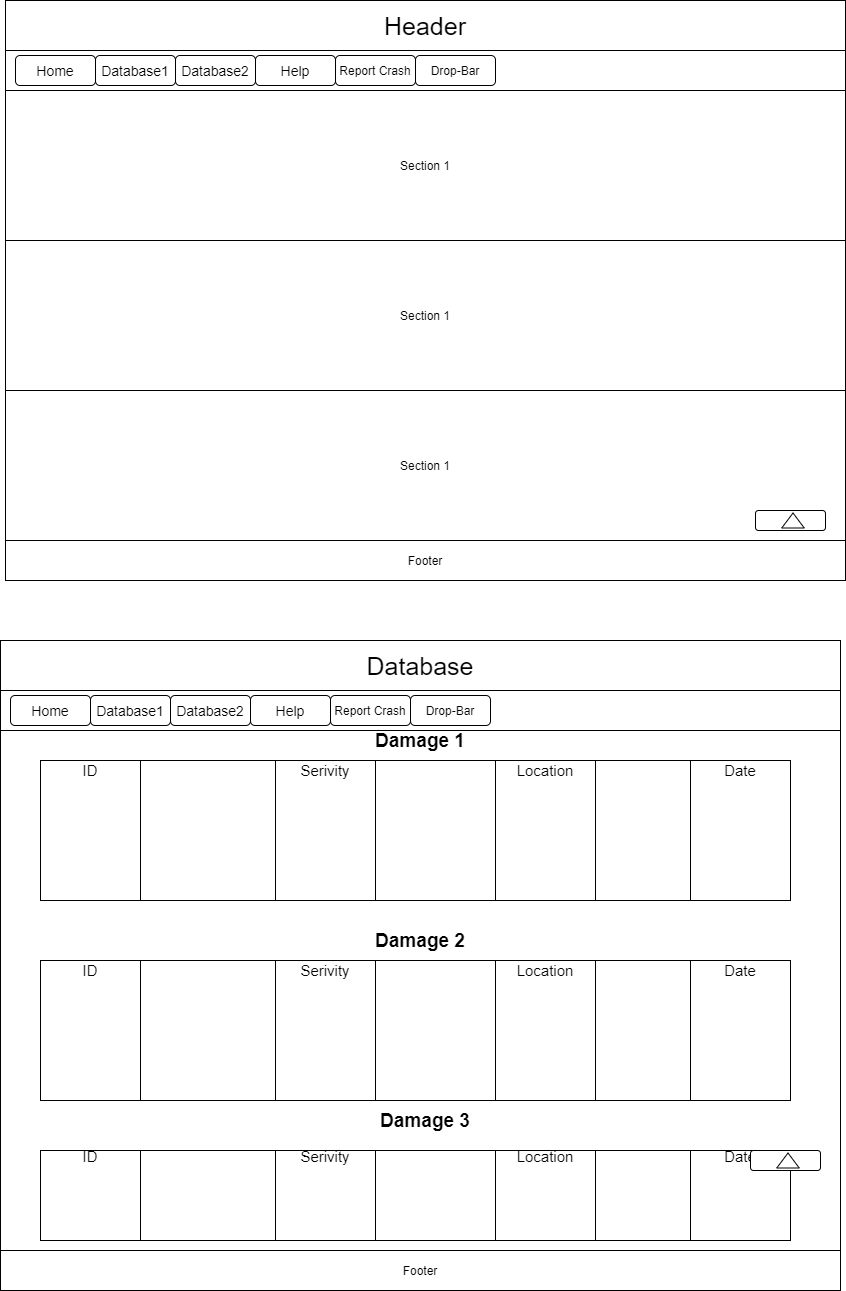 Header
Home Database1 Database2 Help Report Crash Drop-Bar
Section 1
Section 1
Section 1
Footer
Database
Home Database1 Database2 Help Report Crash Drop-Bar
Damage 1
ID Serivity Location Date
Damage 2
ID Serivity Location Date
Damage 3
ID Serivity Location Date
Footer